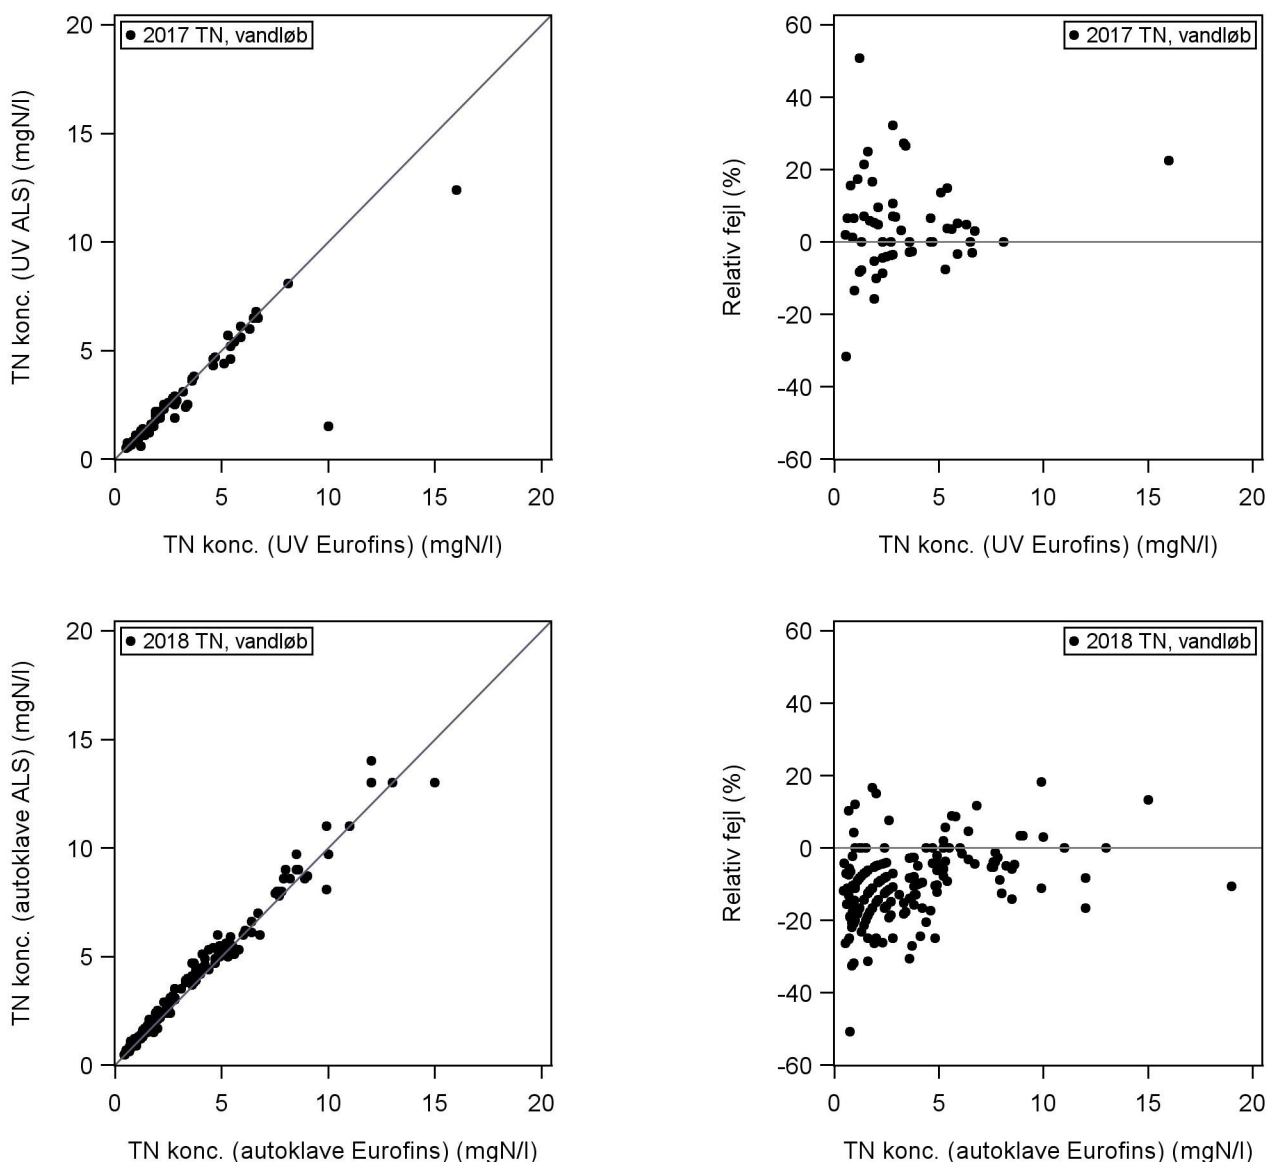 2017 TN, vandløb
20
15
10
5
0
TN konc. (UV ALS) (mgN/l)
0 5 10 15 20
TN konc. (UV Eurofins) (mgN/l)
2017 TN, vandløb
60
40
20
0
-20
-40
-60
Relativ fejl (%)
0 5 10 15 20
TN konc. (UV Eurofins) (mgN/l)
2018 TN, vandløb
20
15
10
5
0
TN konc. (autoklave ALS) (mgN/l)
0 5 10 15 20
TN konc. (autoklave Eurofins) (mgN/l)
2018 TN, vandløb
60
40
20
0
-20
-40
-60
Relativ fejl (%)
0 5 10 15 20
TN konc. (autoklave Eurofins) (mgN/l)